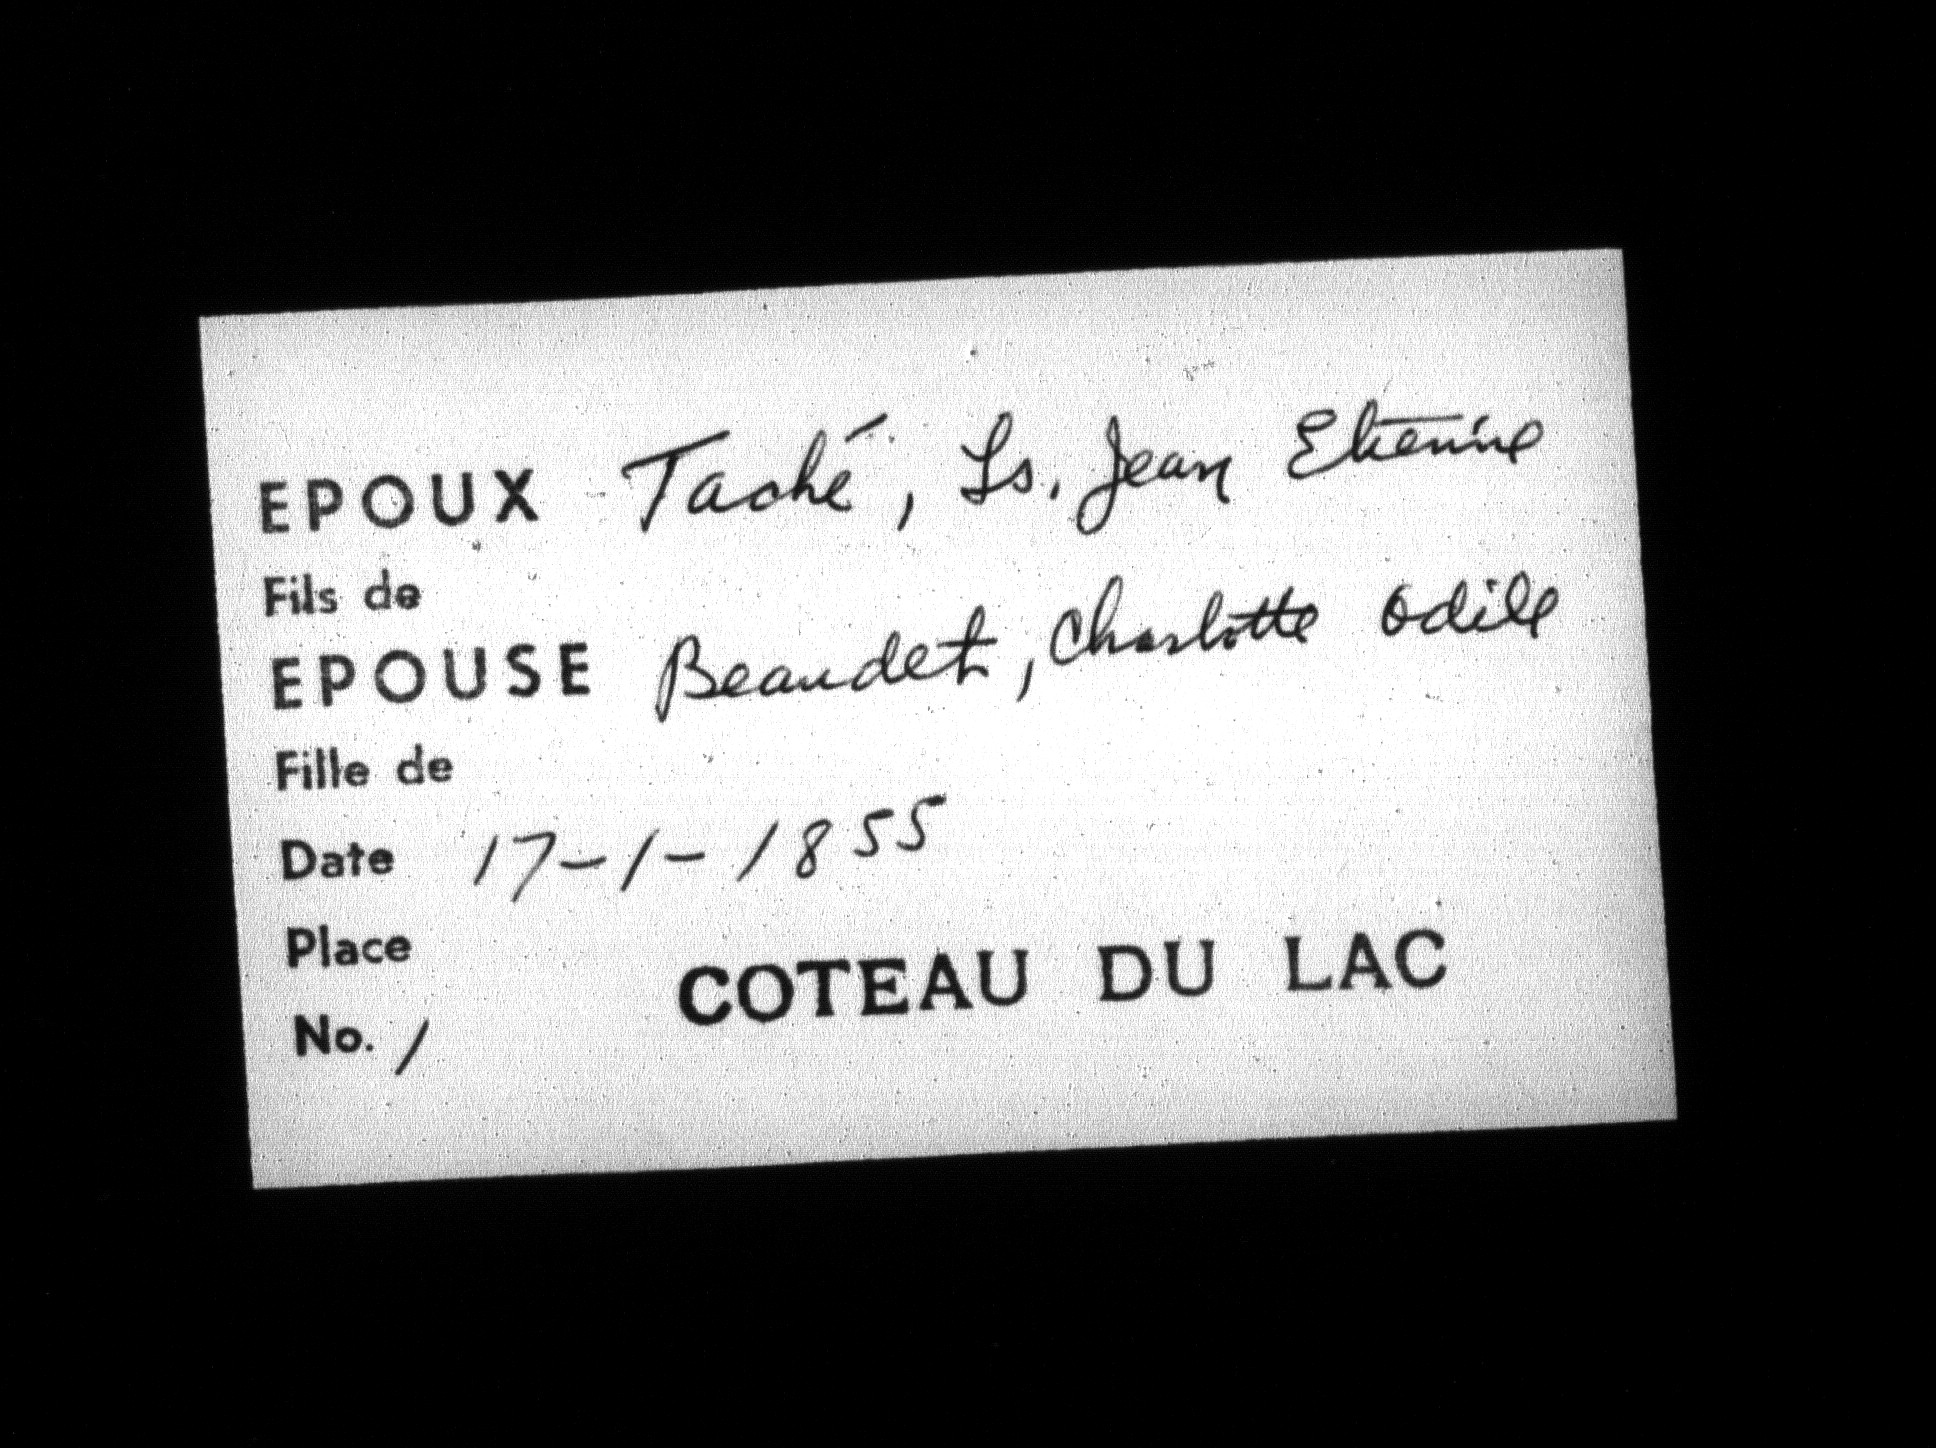 EPOUX Taché, Ls. Jean Etienne
Fils de
EPOUSE Beaudet, Charlotte Odile
Fille de
Date 17-1-1855
Place COTEAU DU LAC
No. 1